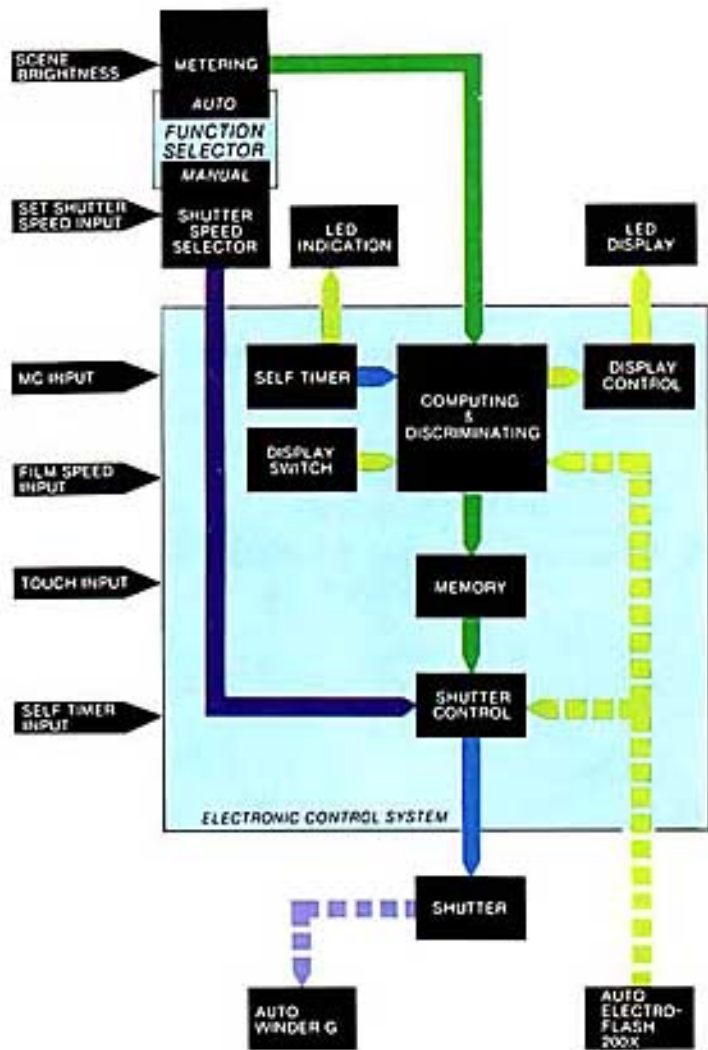 SCENE
BRIGHTNESS
METERING
AUTO
FUNCTION
SELECTOR
MANUAL
SET SHUTTER
SPEED INPUT
SHUTTER
SPEED
SELECTOR
LED
INDICATION
LED
DISPLAY
MG INPUT
SELF TIMER
COMPUTING
&
DISCRIMINATING
DISPLAY
CONTROL
DISPLAY
SWITCH
FILM SPEED
INPUT
TOUCH INPUT
MEMORY
SELF TIMER
INPUT
SHUTTER
CONTROL
ELECTRONIC CONTROL SYSTEM
SHUTTER
AUTO
WINDER G
AUTO
ELECTRO-
FLASH
200X